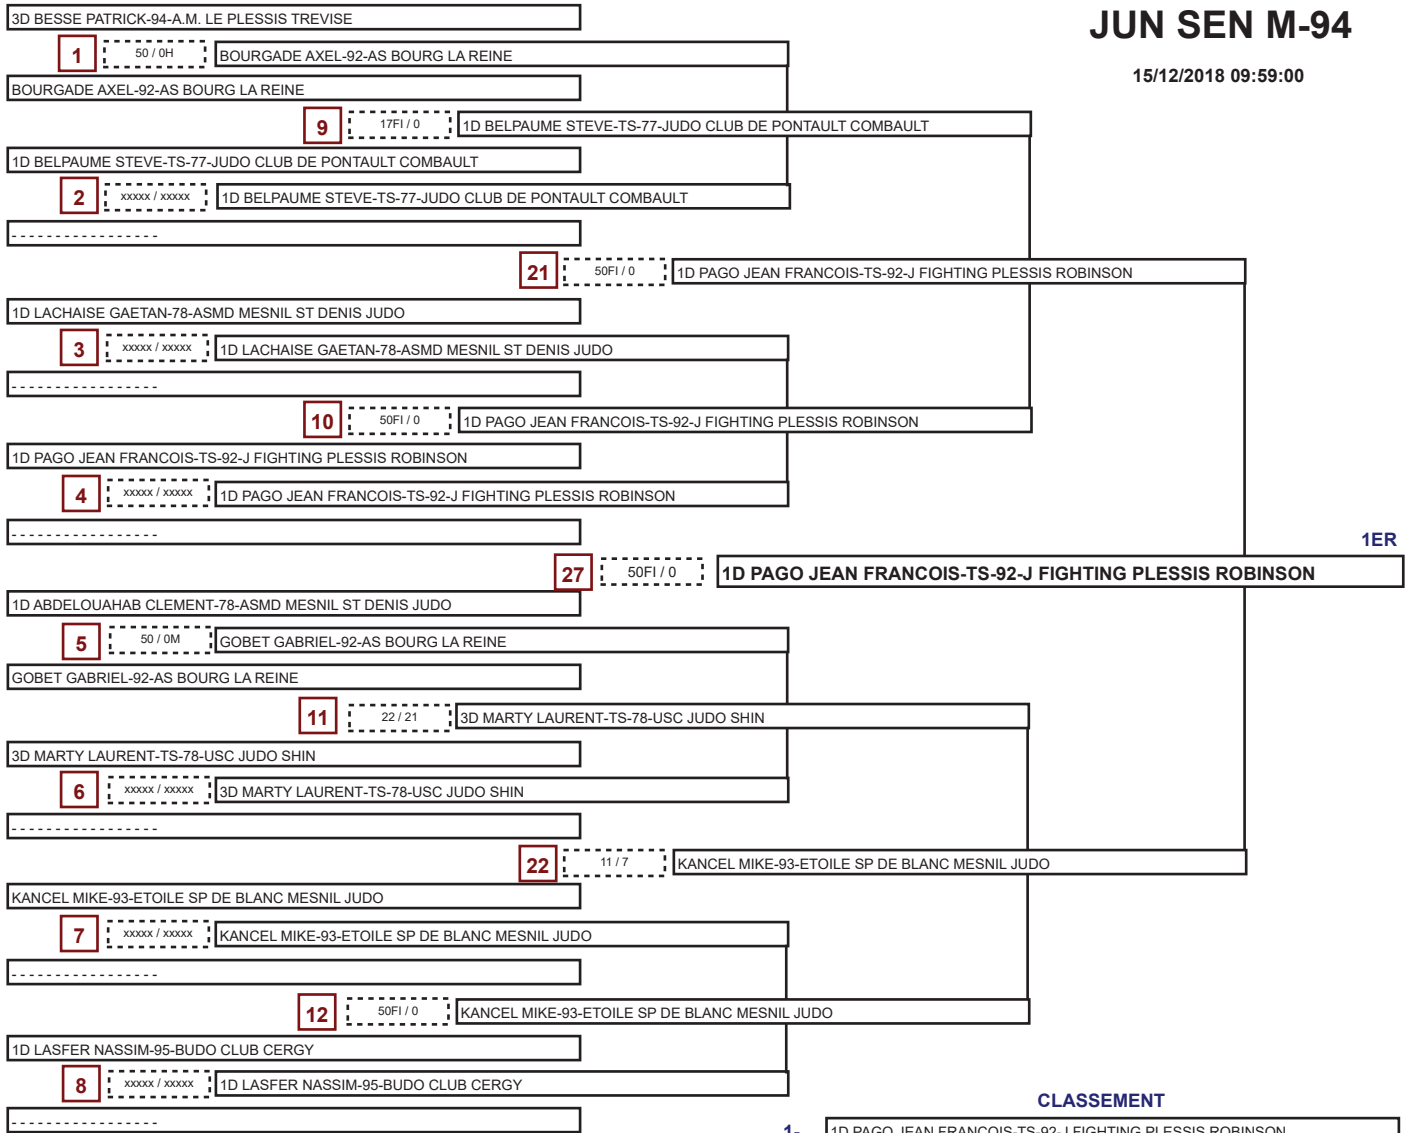 3D BESSE PATRICK-94-A.M. LE PLESSIS TREVISE
JUN SEN M-94
1
50 / 0H
BOURGADE AXEL-92-AS BOURG LA REINE
15/12/2018 09:59:00
BOURGADE AXEL-92-AS BOURG LA REINE
9
17FI / 0
1D BELPAUME STEVE-TS-77-JUDO CLUB DE PONTAULT COMBAULT
1D BELPAUME STEVE-TS-77-JUDO CLUB DE PONTAULT COMBAULT
2
xxxxx / xxxxx
1D BELPAUME STEVE-TS-77-JUDO CLUB DE PONTAULT COMBAULT
- - - - - - - - - - - - - - - - -
21
50FI / 0
1D PAGO JEAN FRANCOIS-TS-92-J FIGHTING PLESSIS ROBINSON
1D LACHAISE GAETAN-78-ASMD MESNIL ST DENIS JUDO
3
xxxxx / xxxxx
1D LACHAISE GAETAN-78-ASMD MESNIL ST DENIS JUDO
- - - - - - - - - - - - - - - - -
10
50FI / 0
1D PAGO JEAN FRANCOIS-TS-92-J FIGHTING PLESSIS ROBINSON
1D PAGO JEAN FRANCOIS-TS-92-J FIGHTING PLESSIS ROBINSON
4
xxxxx / xxxxx
1D PAGO JEAN FRANCOIS-TS-92-J FIGHTING PLESSIS ROBINSON
- - - - - - - - - - - - - - - - -
1ER
27
50FI / 0
1D PAGO JEAN FRANCOIS-TS-92-J FIGHTING PLESSIS ROBINSON
1D ABDELOUAHAB CLEMENT-78-ASMD MESNIL ST DENIS JUDO
5
50 / 0M
GOBET GABRIEL-92-AS BOURG LA REINE
GOBET GABRIEL-92-AS BOURG LA REINE
11
22 / 21
3D MARTY LAURENT-TS-78-USC JUDO SHIN
3D MARTY LAURENT-TS-78-USC JUDO SHIN
6
xxxxx / xxxxx
3D MARTY LAURENT-TS-78-USC JUDO SHIN
- - - - - - - - - - - - - - - - -
22
11 / 7
KANCEL MIKE-93-ETOILE SP DE BLANC MESNIL JUDO
KANCEL MIKE-93-ETOILE SP DE BLANC MESNIL JUDO
7
xxxxx / xxxxx
KANCEL MIKE-93-ETOILE SP DE BLANC MESNIL JUDO
- - - - - - - - - - - - - - - - -
12
50FI / 0
KANCEL MIKE-93-ETOILE SP DE BLANC MESNIL JUDO
1D LASFER NASSIM-95-BUDO CLUB CERGY
8
xxxxx / xxxxx
1D LASFER NASSIM-95-BUDO CLUB CERGY
CLASSEMENT
- - - - - - - - - - - - - - - - -
1-
1D PAGO JEAN FRANCOIS-TS-92-J FIGHTING PLESSIS ROBINSON